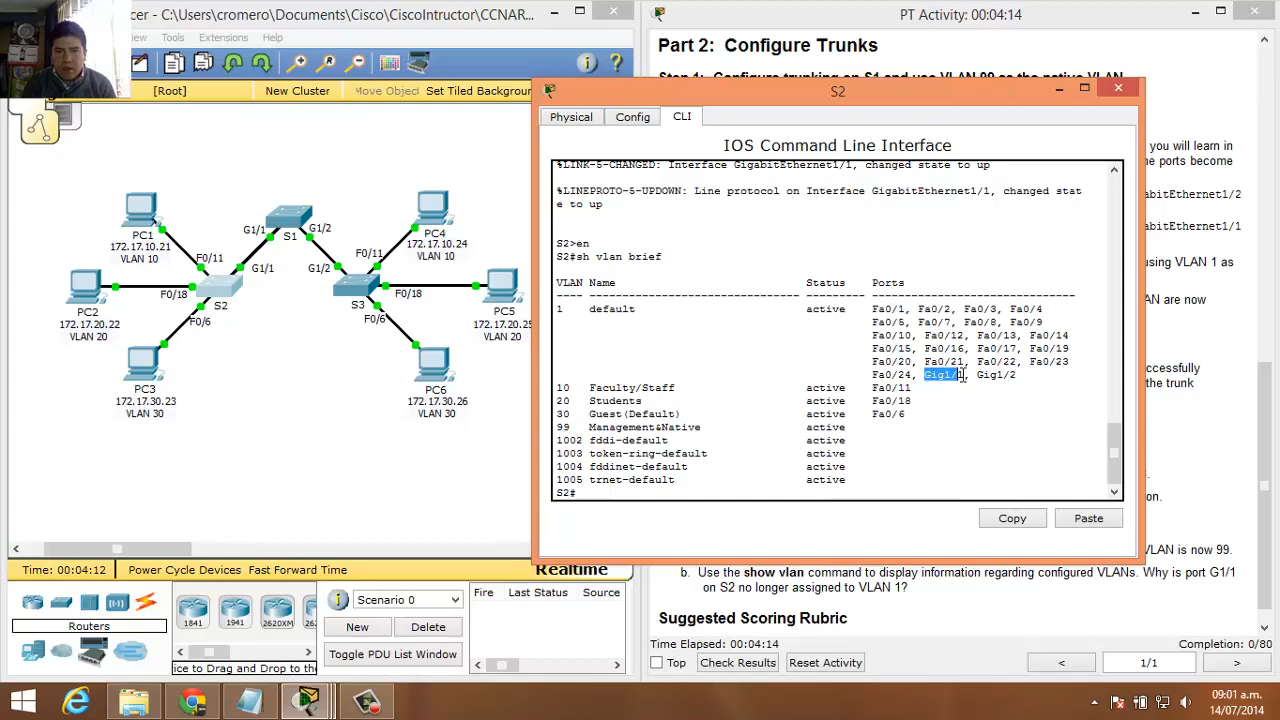 cer - C:\Users\cromero\Documents\Cisco\CiscoIntructor\CCNAR...
Tools Extensions Help
[Root] New Cluster Move Object Set Tiled Background
PC1
172.17.10.21
VLAN 10
PC2
172.17.20.22
VLAN 20
PC3
172.17.30.23
VLAN 30
F0/11
F0/18
F0/6
S2
G1/1
G1/1
S1
G1/2
G1/2
S3
F0/11
F0/18
F0/6
PC4
172.17.10.24
VLAN 10
PC5
172.17.20.25
VLAN 20
PC6
172.17.30.26
VLAN 30
Time: 00:04:12 Power Cycle Devices Fast Forward Time Realtime
Routers
1841 1941 2620XM
Scenario 0
New Delete
Toggle PDU List Window
Fire Last Status Source
PT Activity: 00:04:14
Part 2: Configure Trunks
Step 1: Configure trunking on S1 and use VLAN 99 as the native VLAN.
you will learn in
ne ports become
gabitEthernet1/2
gabitEthernet1/1
using VLAN 1 as
AN are now
ccessfully
the trunk
on.
VLAN is now 99.
b. Use the show vlan command to display information regarding configured VLANs. Why is port G1/1
on S2 no longer assigned to VLAN 1?
Suggested Scoring Rubric
Time Elapsed: 00:04:14 Completion: 0/80
Top Check Results Reset Activity < 1/1 >
S2
Physical Config CLI
IOS Command Line Interface
%LINK-5-CHANGED: Interface GigabitEthernet1/1, changed state to up
%LINEPROTO-5-UPDOWN: Line protocol on Interface GigabitEthernet1/1, changed stat
e to up
S2>en
S2#sh vlan brief
VLAN Name Status Ports
---- -------------------------------- --------- -------------------------------
1 default active Fa0/1, Fa0/2, Fa0/3, Fa0/4
Fa0/5, Fa0/7, Fa0/8, Fa0/9
Fa0/10, Fa0/12, Fa0/13, Fa0/14
Fa0/15, Fa0/16, Fa0/17, Fa0/19
Fa0/20, Fa0/21, Fa0/22, Fa0/23
Fa0/24, Gig1/1, Gig1/2
10 Faculty/Staff active Fa0/11
20 Students active Fa0/18
30 Guest(Default) active Fa0/6
99 Management&Native active
1002 fddi-default active
1003 token-ring-default active
1004 fddinet-default active
1005 trnet-default active
S2#
Copy Paste
09:01 a.m.
14/07/2014